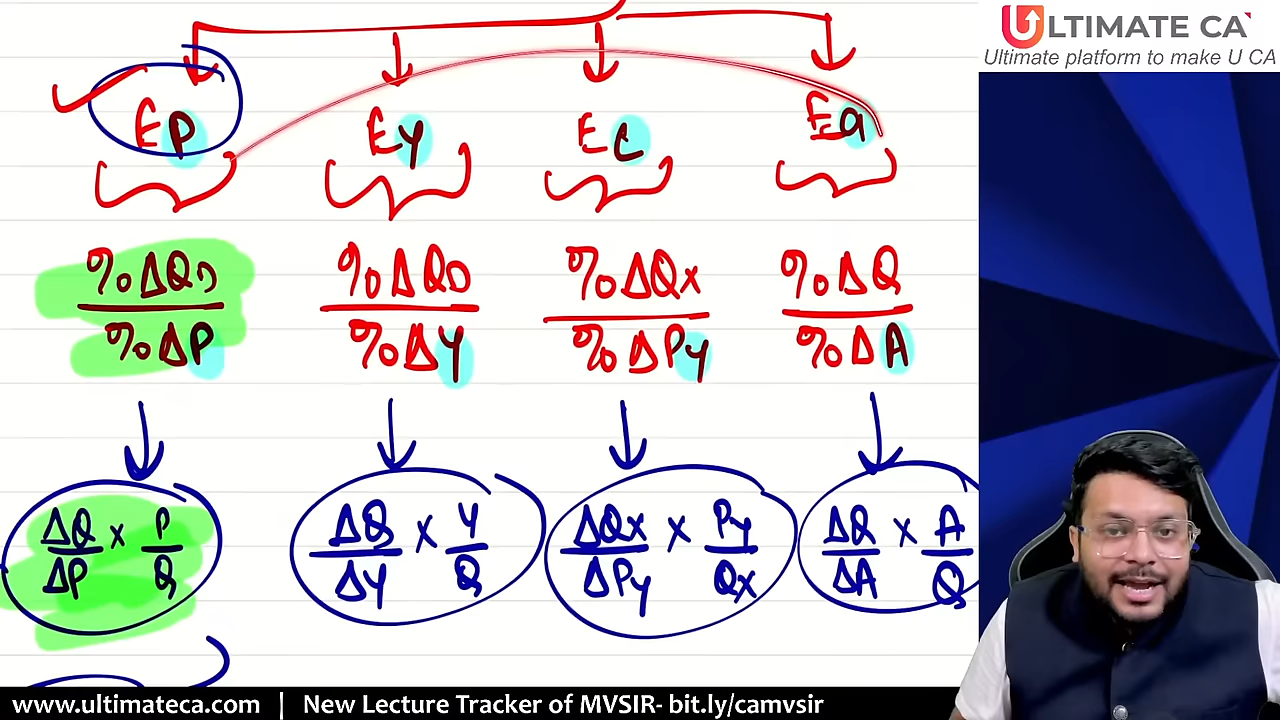 ULTIMATE CA
Ultimate platform to make U CA
EP EY EC Ea
%ΔQD %ΔQD %ΔQx %ΔQ
%ΔP %ΔY %ΔPy %ΔA
ΔQ × P ΔQ × Y ΔQx × Py ΔQ × A
ΔP Q ΔY Q ΔPy Qx ΔA Q
www.ultimateca.com | New Lecture Tracker of MVSIR- bit.ly/camvsir